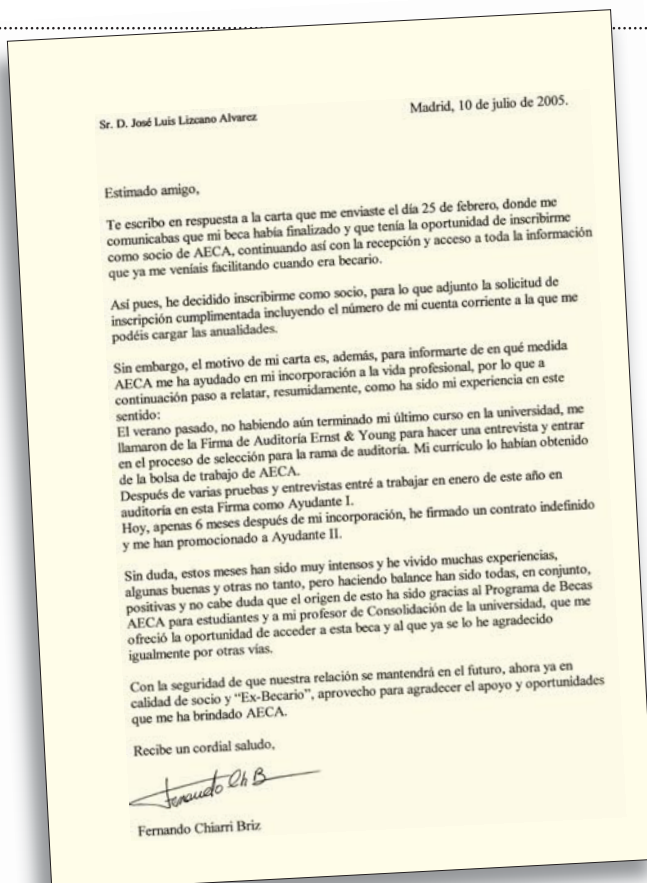 Madrid, 10 de julio de 2005.
Sr. D. José Luis Lizcano Alvarez
Estimado amigo,
Te escribo en respuesta a la carta que me enviaste el día 25 de febrero, donde me
comunicabas que mi beca había finalizado y que tenía la oportunidad de inscribirme
como socio de AECA, continuando así con la recepción y acceso a toda la información
que ya me veníais facilitando cuando era becario.
Así pues, he decidido inscribirme como socio, para lo que adjunto la solicitud de
inscripción cumplimentada incluyendo el número de mi cuenta corriente a la que me
podéis cargar las anualidades.
Sin embargo, el motivo de mi carta es, además, para informarte de en qué medida
AECA me ha ayudado en mi incorporación a la vida profesional, por lo que a
continuación paso a relatar, resumidamente, como ha sido mi experiencia en este
sentido:
El verano pasado, no habiendo aún terminado mi último curso en la universidad, me
llamaron de la Firma de Auditoría Ernst & Young para hacer una entrevista y entrar
en el proceso de selección para la rama de auditoría. Mi currículo lo habían obtenido
de la bolsa de trabajo de AECA.
Después de varias pruebas y entrevistas entré a trabajar en enero de este año en
auditoría en esta Firma como Ayudante I.
Hoy, apenas 6 meses después de mi incorporación, he firmado un contrato indefinido
y me han promocionado a Ayudante II.
Sin duda, estos meses han sido muy intensos y he vivido muchas experiencias,
algunas buenas y otras no tanto, pero haciendo balance han sido todas, en conjunto,
positivas y no cabe duda que el origen de esto ha sido gracias al Programa de Becas
AECA para estudiantes y a mi profesor de Consolidación de la universidad, que me
ofreció la oportunidad de acceder a esta beca y al que ya se lo he agradecido
igualmente por otras vías.
Con la seguridad de que nuestra relación se mantendrá en el futuro, ahora ya en
calidad de socio y “Ex-Becario”, aprovecho para agradecer el apoyo y oportunidades
que me ha brindado AECA.
Recibe un cordial saludo,
Fernando Ch B
Fernando Chiarri Briz